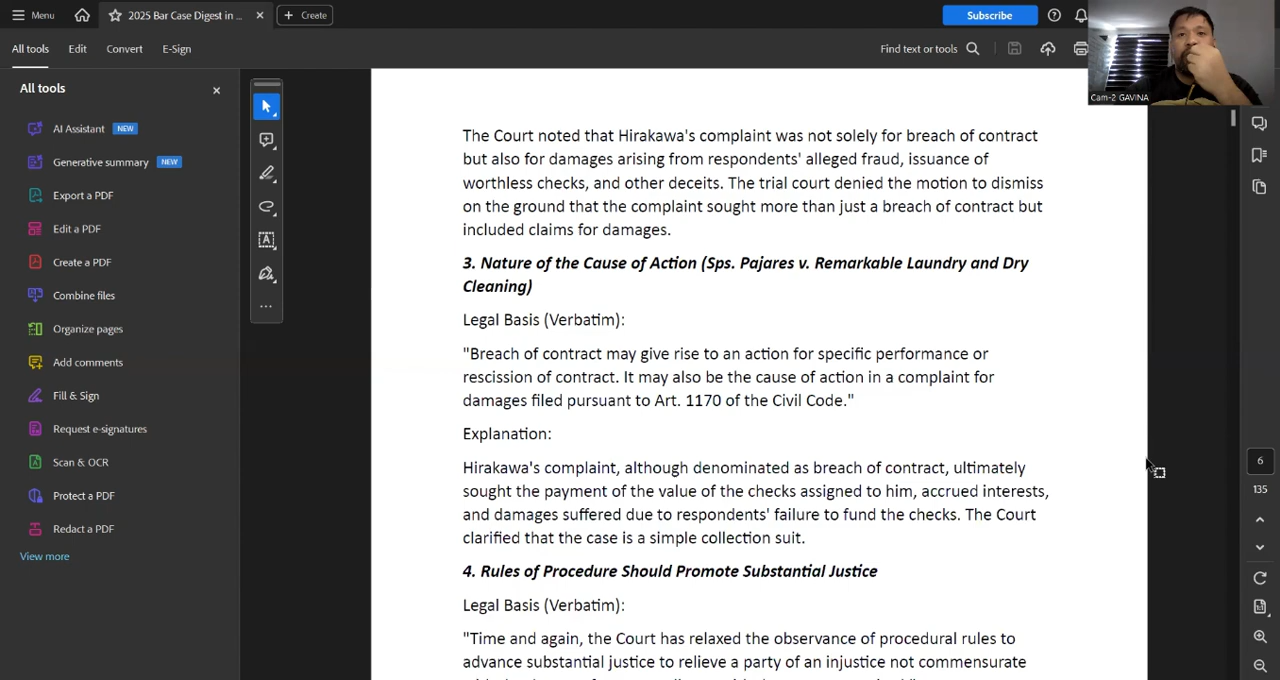 Menu
2025 Bar Case Digest in ...
Create
Subscribe
All tools
Edit
Convert
E-Sign
Find text or tools
Cam-2 GAVINA
All tools
AI Assistant NEW
Generative summary NEW
Export a PDF
Edit a PDF
Create a PDF
Combine files
Organize pages
Add comments
Fill & Sign
Request e-signatures
Scan & OCR
Protect a PDF
Redact a PDF
View more
The Court noted that Hirakawa's complaint was not solely for breach of contract
but also for damages arising from respondents' alleged fraud, issuance of
worthless checks, and other deceits. The trial court denied the motion to dismiss
on the ground that the complaint sought more than just a breach of contract but
included claims for damages.
3. Nature of the Cause of Action (Sps. Pajares v. Remarkable Laundry and Dry
Cleaning)
Legal Basis (Verbatim):
"Breach of contract may give rise to an action for specific performance or
rescission of contract. It may also be the cause of action in a complaint for
damages filed pursuant to Art. 1170 of the Civil Code."
Explanation:
Hirakawa's complaint, although denominated as breach of contract, ultimately
sought the payment of the value of the checks assigned to him, accrued interests,
and damages suffered due to respondents' failure to fund the checks. The Court
clarified that the case is a simple collection suit.
4. Rules of Procedure Should Promote Substantial Justice
Legal Basis (Verbatim):
"Time and again, the Court has relaxed the observance of procedural rules to
advance substantial justice to relieve a party of an injustice not commensurate
6
135